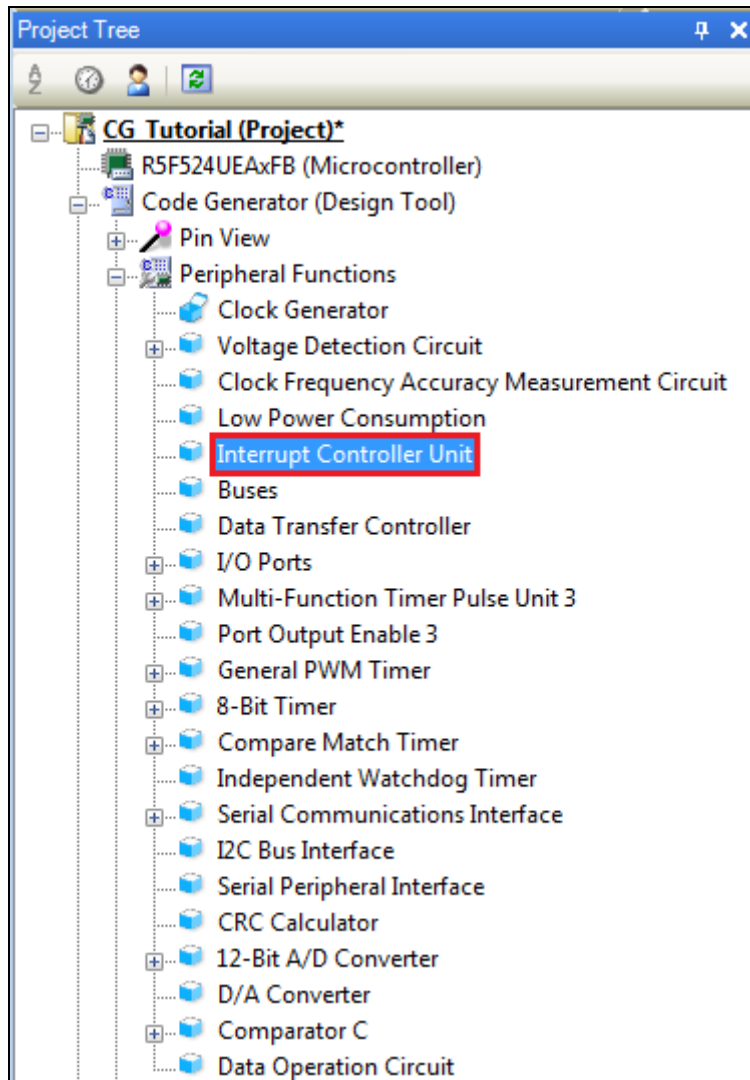 Project Tree
CG_Tutorial (Project)*
R5F524UEAxFB (Microcontroller)
Code Generator (Design Tool)
Pin View
Peripheral Functions
Clock Generator
Voltage Detection Circuit
Clock Frequency Accuracy Measurement Circuit
Low Power Consumption
Interrupt Controller Unit
Buses
Data Transfer Controller
I/O Ports
Multi-Function Timer Pulse Unit 3
Port Output Enable 3
General PWM Timer
8-Bit Timer
Compare Match Timer
Independent Watchdog Timer
Serial Communications Interface
I2C Bus Interface
Serial Peripheral Interface
CRC Calculator
12-Bit A/D Converter
D/A Converter
Comparator C
Data Operation Circuit